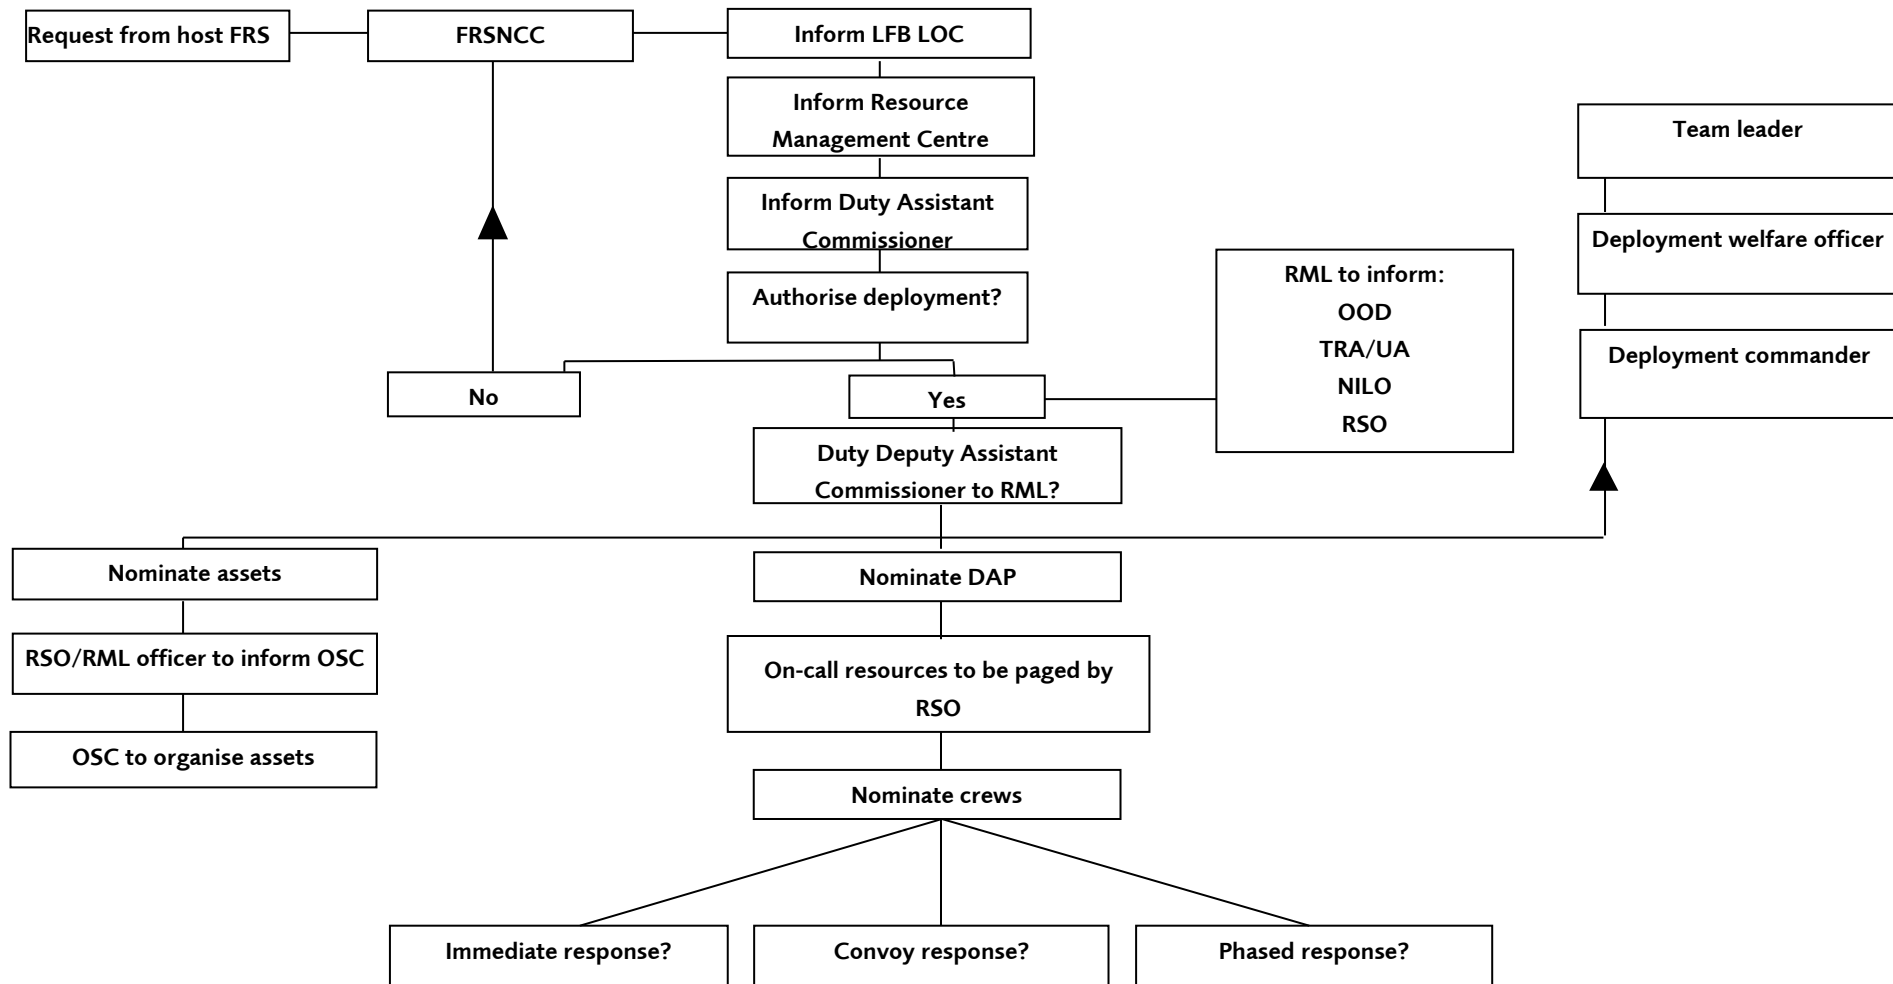 Request from host FRS
FRSNCC
Inform LFB LOC
Inform Resource
Management Centre
Inform Duty Assistant
Commissioner
Authorise deployment?
No
Yes
RML to inform:
OOD
TRA/UA
NILO
RSO
Team leader
Deployment welfare officer
Deployment commander
Duty Deputy Assistant
Commissioner to RML?
Nominate assets
RSO/RML officer to inform OSC
OSC to organise assets
Nominate DAP
On-call resources to be paged by
RSO
Nominate crews
Immediate response?
Convoy response?
Phased response?